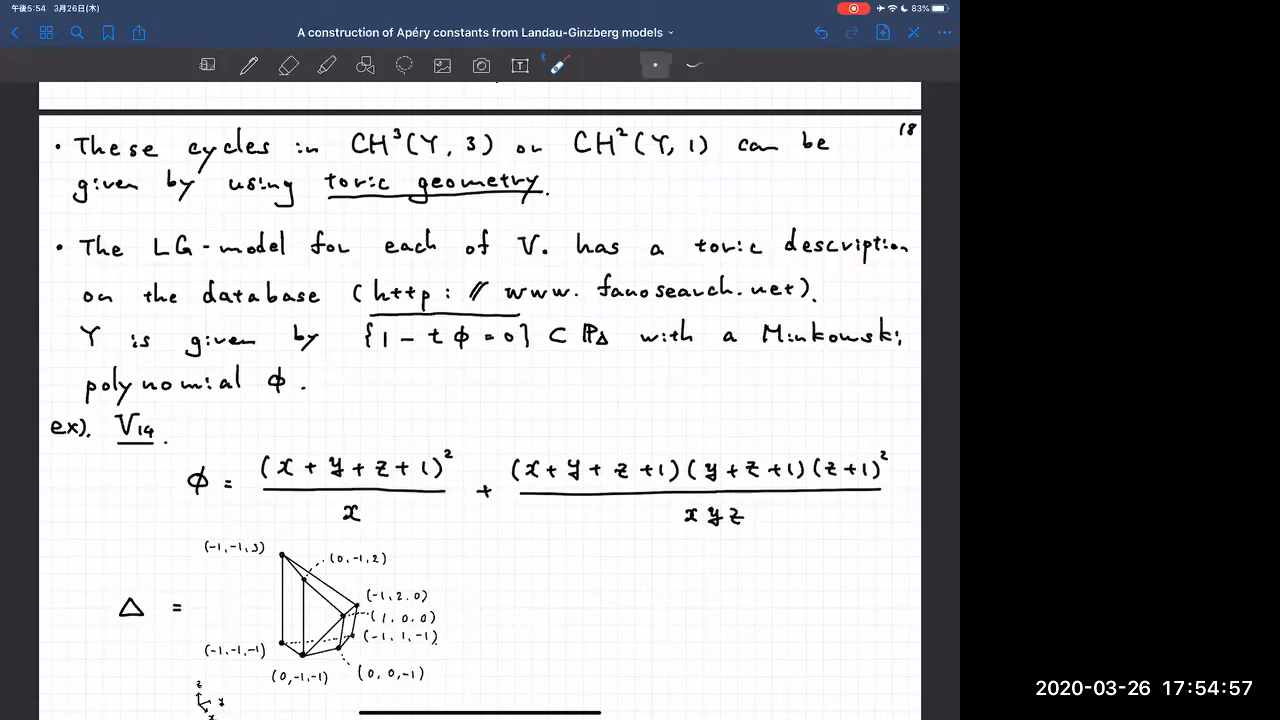 午後5:54 3月26日(木)
83%
A construction of Apéry constants from Landau-Ginzberg models
18
• These cycles in CH³(Y, 3) or CH²(Y, 1) can be
given by using toric geometry.
• The LG-model for each of V. has a toric description
on the database (http://www.fanosearch.net).
Y is given by {1 - tφ = 0} ⊂ ℙ_Δ with a Minkowski
polynomial φ.
ex). V₁₄.
φ = (x + y + z + 1)² / x + (x + y + z + 1)(y + z + 1)(z + 1)² / xyz
(-1,-1,3)
(0,-1,2)
(-1,2,0)
(1,0,0)
Δ =
(-1,1,-1)
(-1,-1,-1)
(0,-1,-1)
(0,0,-1)
z
y
x
2020-03-26 17:54:57